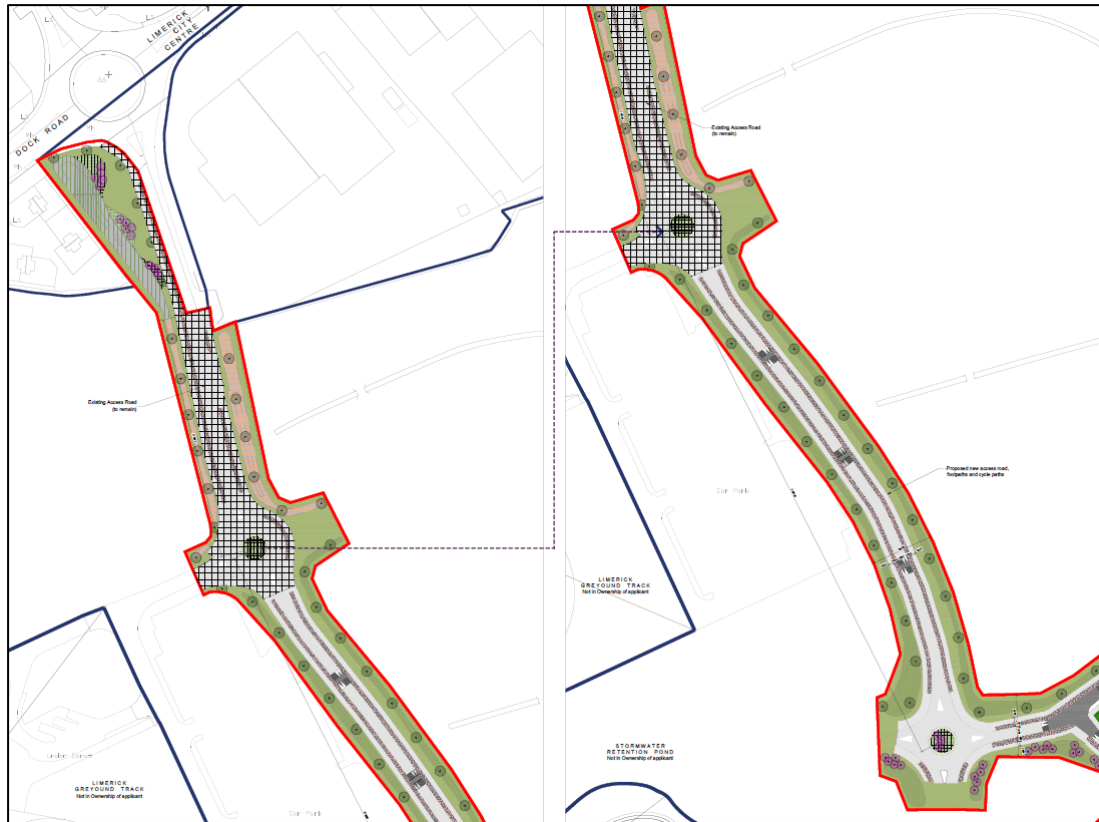 LIMERICK
CITY
CENTRE
DOCK ROAD
Existing Access Road
(to remain)
LIMERICK
GREYOUND TRACK
Not in Ownership of applicant
Car Park
Existing Access Road
(to remain)
Car Park
Proposed new access road,
footpaths and cycle paths
LIMERICK
GREYOUND TRACK
Not in Ownership of applicant
STORMWATER
RETENTION POND
Not in Ownership of applicant